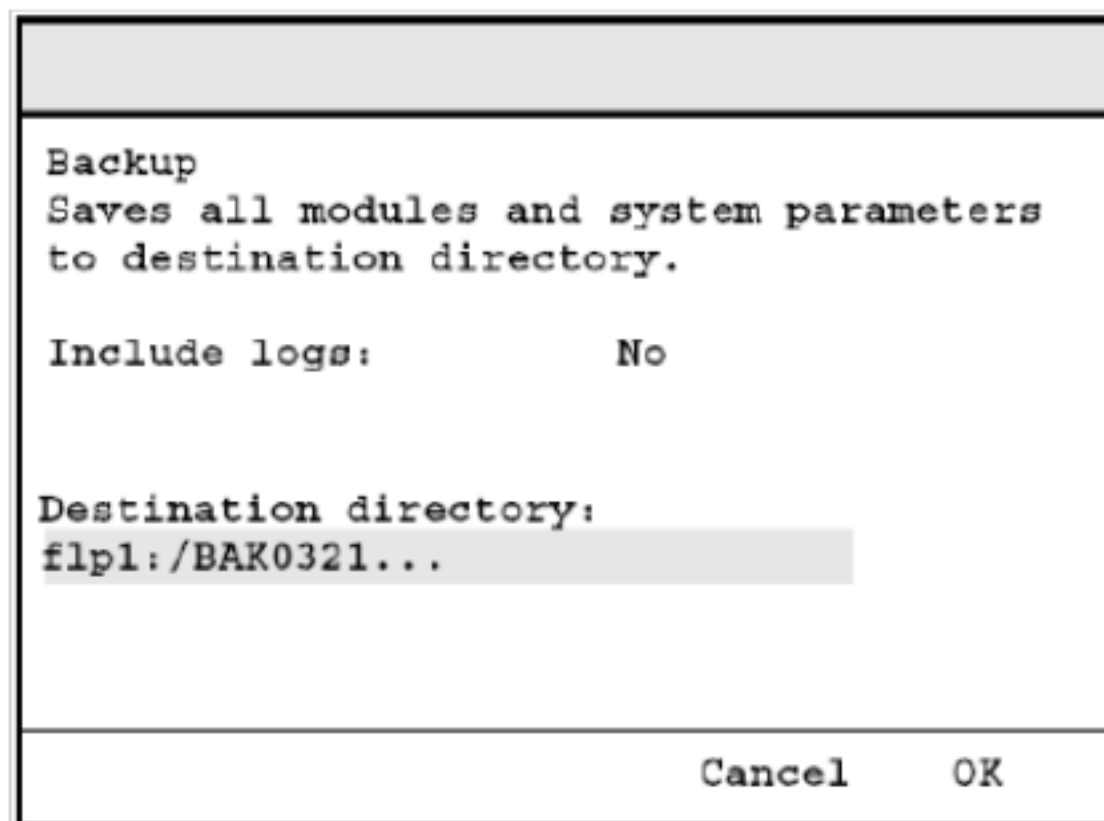 Backup
Saves all modules and system parameters
to destination directory.
Include logs: No
Destination directory:
flp1:/BAK0321...
Cancel OK